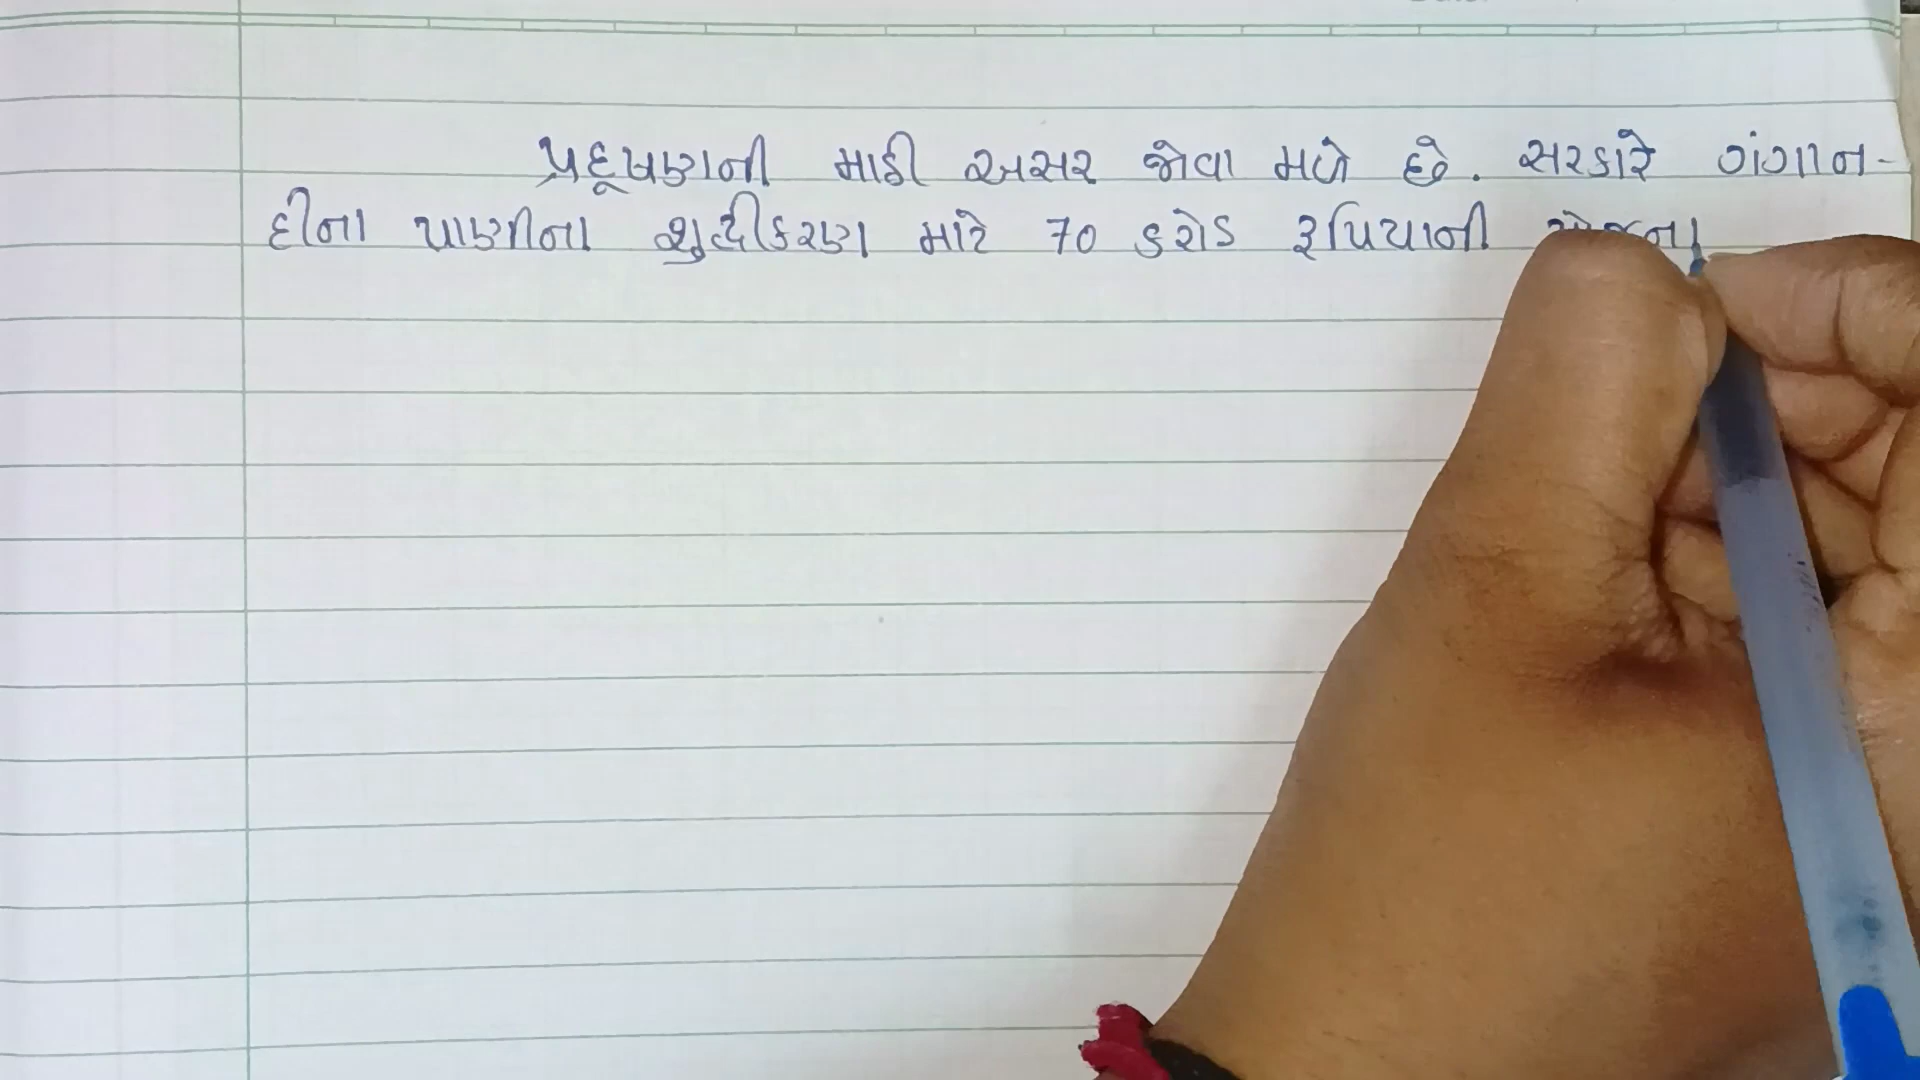 પ્રદૂષણની માઠી અસર જોવા મળે છે. સરકારે ગંગાન-
દીના પાણીના શુદ્ધીકરણ માટે 70 કરોડ રૂપિયાની